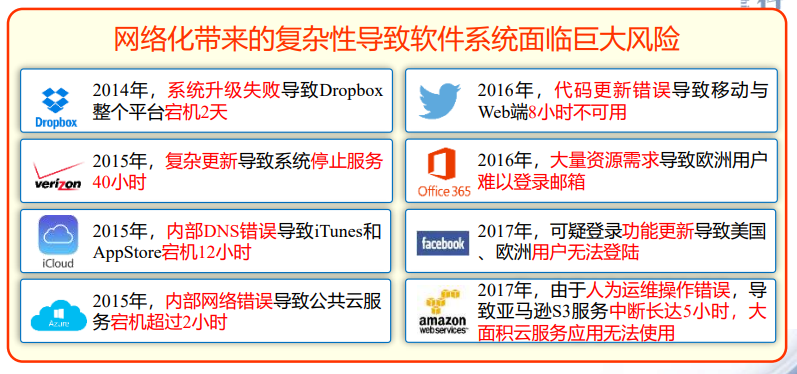 网络化带来的复杂性导致软件系统面临巨大风险
Dropbox
2014年，系统升级失败导致Dropbox
整个平台宕机2天
2016年，代码更新错误导致移动与
Web端8小时不可用
verizon
2015年，复杂更新导致系统停止服务
40小时
Office 365
2016年，大量资源需求导致欧洲用户
难以登录邮箱
iCloud
2015年，内部DNS错误导致iTunes和
AppStore宕机12小时
facebook
2017年，可疑登录功能更新导致美国
、欧洲用户无法登陆
Azure
2015年，内部网络错误导致公共云服
务宕机超过2小时
amazon
webservices
2017年，由于人为运维操作错误，导
致亚马逊S3服务中断长达5小时，大
面积云服务应用无法使用